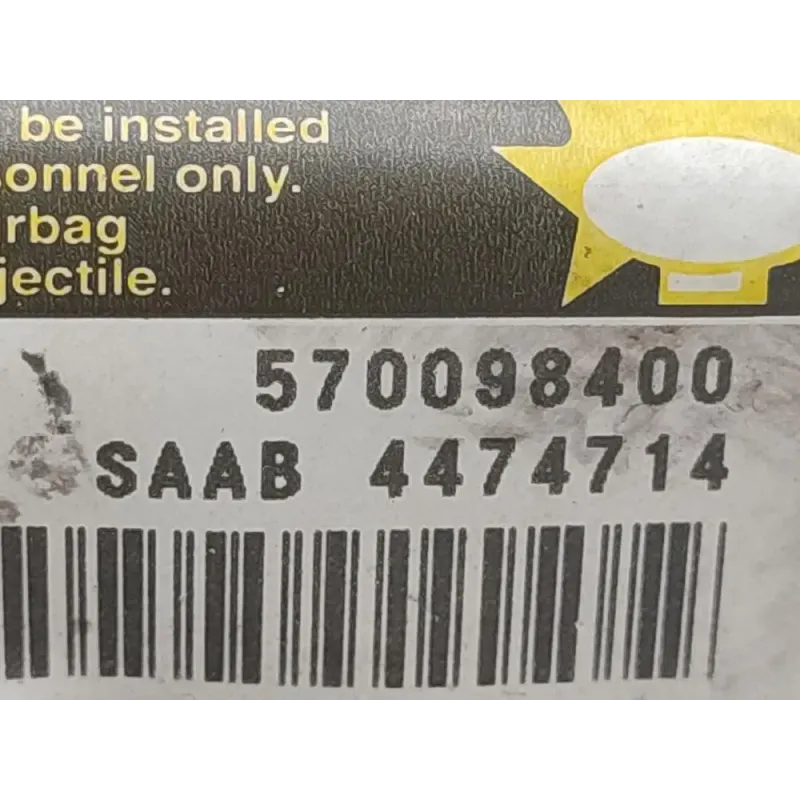 be installed
onnel only.
rbag
jectile.
570098400
SAAB 4474714